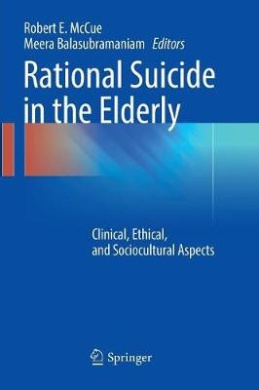 Robert E. McCue
Meera Balasubramaniam Editors
Rational Suicide
in the Elderly
Clinical, Ethical,
and Sociocultural Aspects
Springer